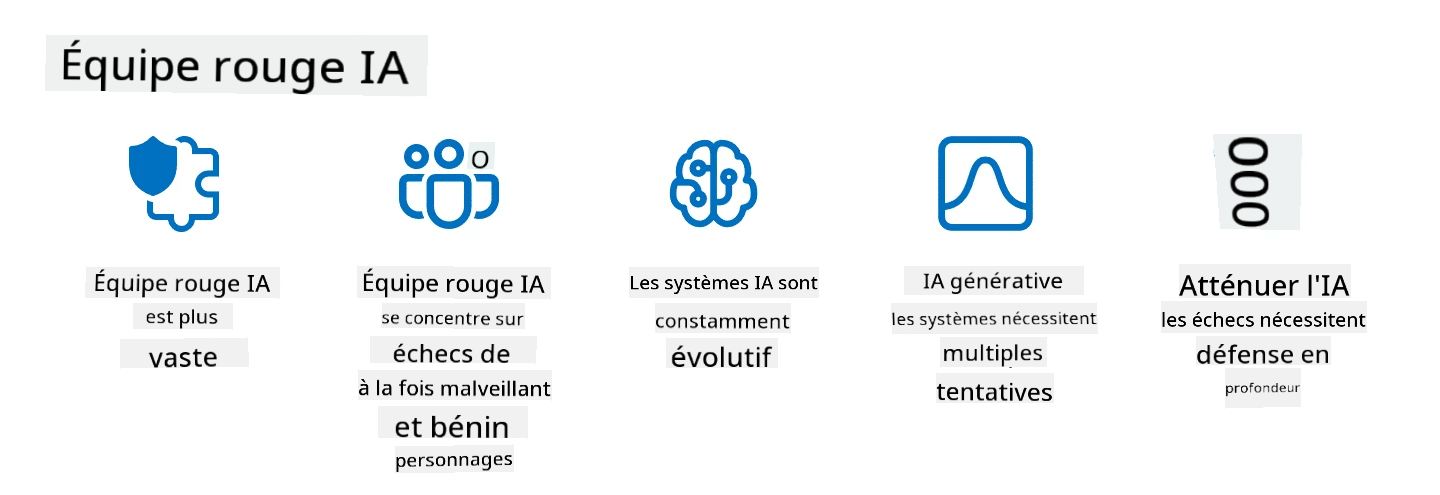 Équipe rouge IA
O
000
Équipe rouge IA
est plus
vaste
Équipe rouge IA
se concentre sur
échecs de
à la fois malveillant
et bénin
personnages
Les systèmes IA sont
constamment
évolutif
IA générative
les systèmes nécessitent
multiples
tentatives
Atténuer l'IA
les échecs nécessitent
défense en
profondeur